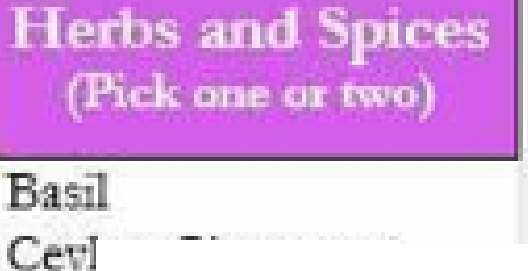 Herbs and Spices
(Pick one or two)
Basil